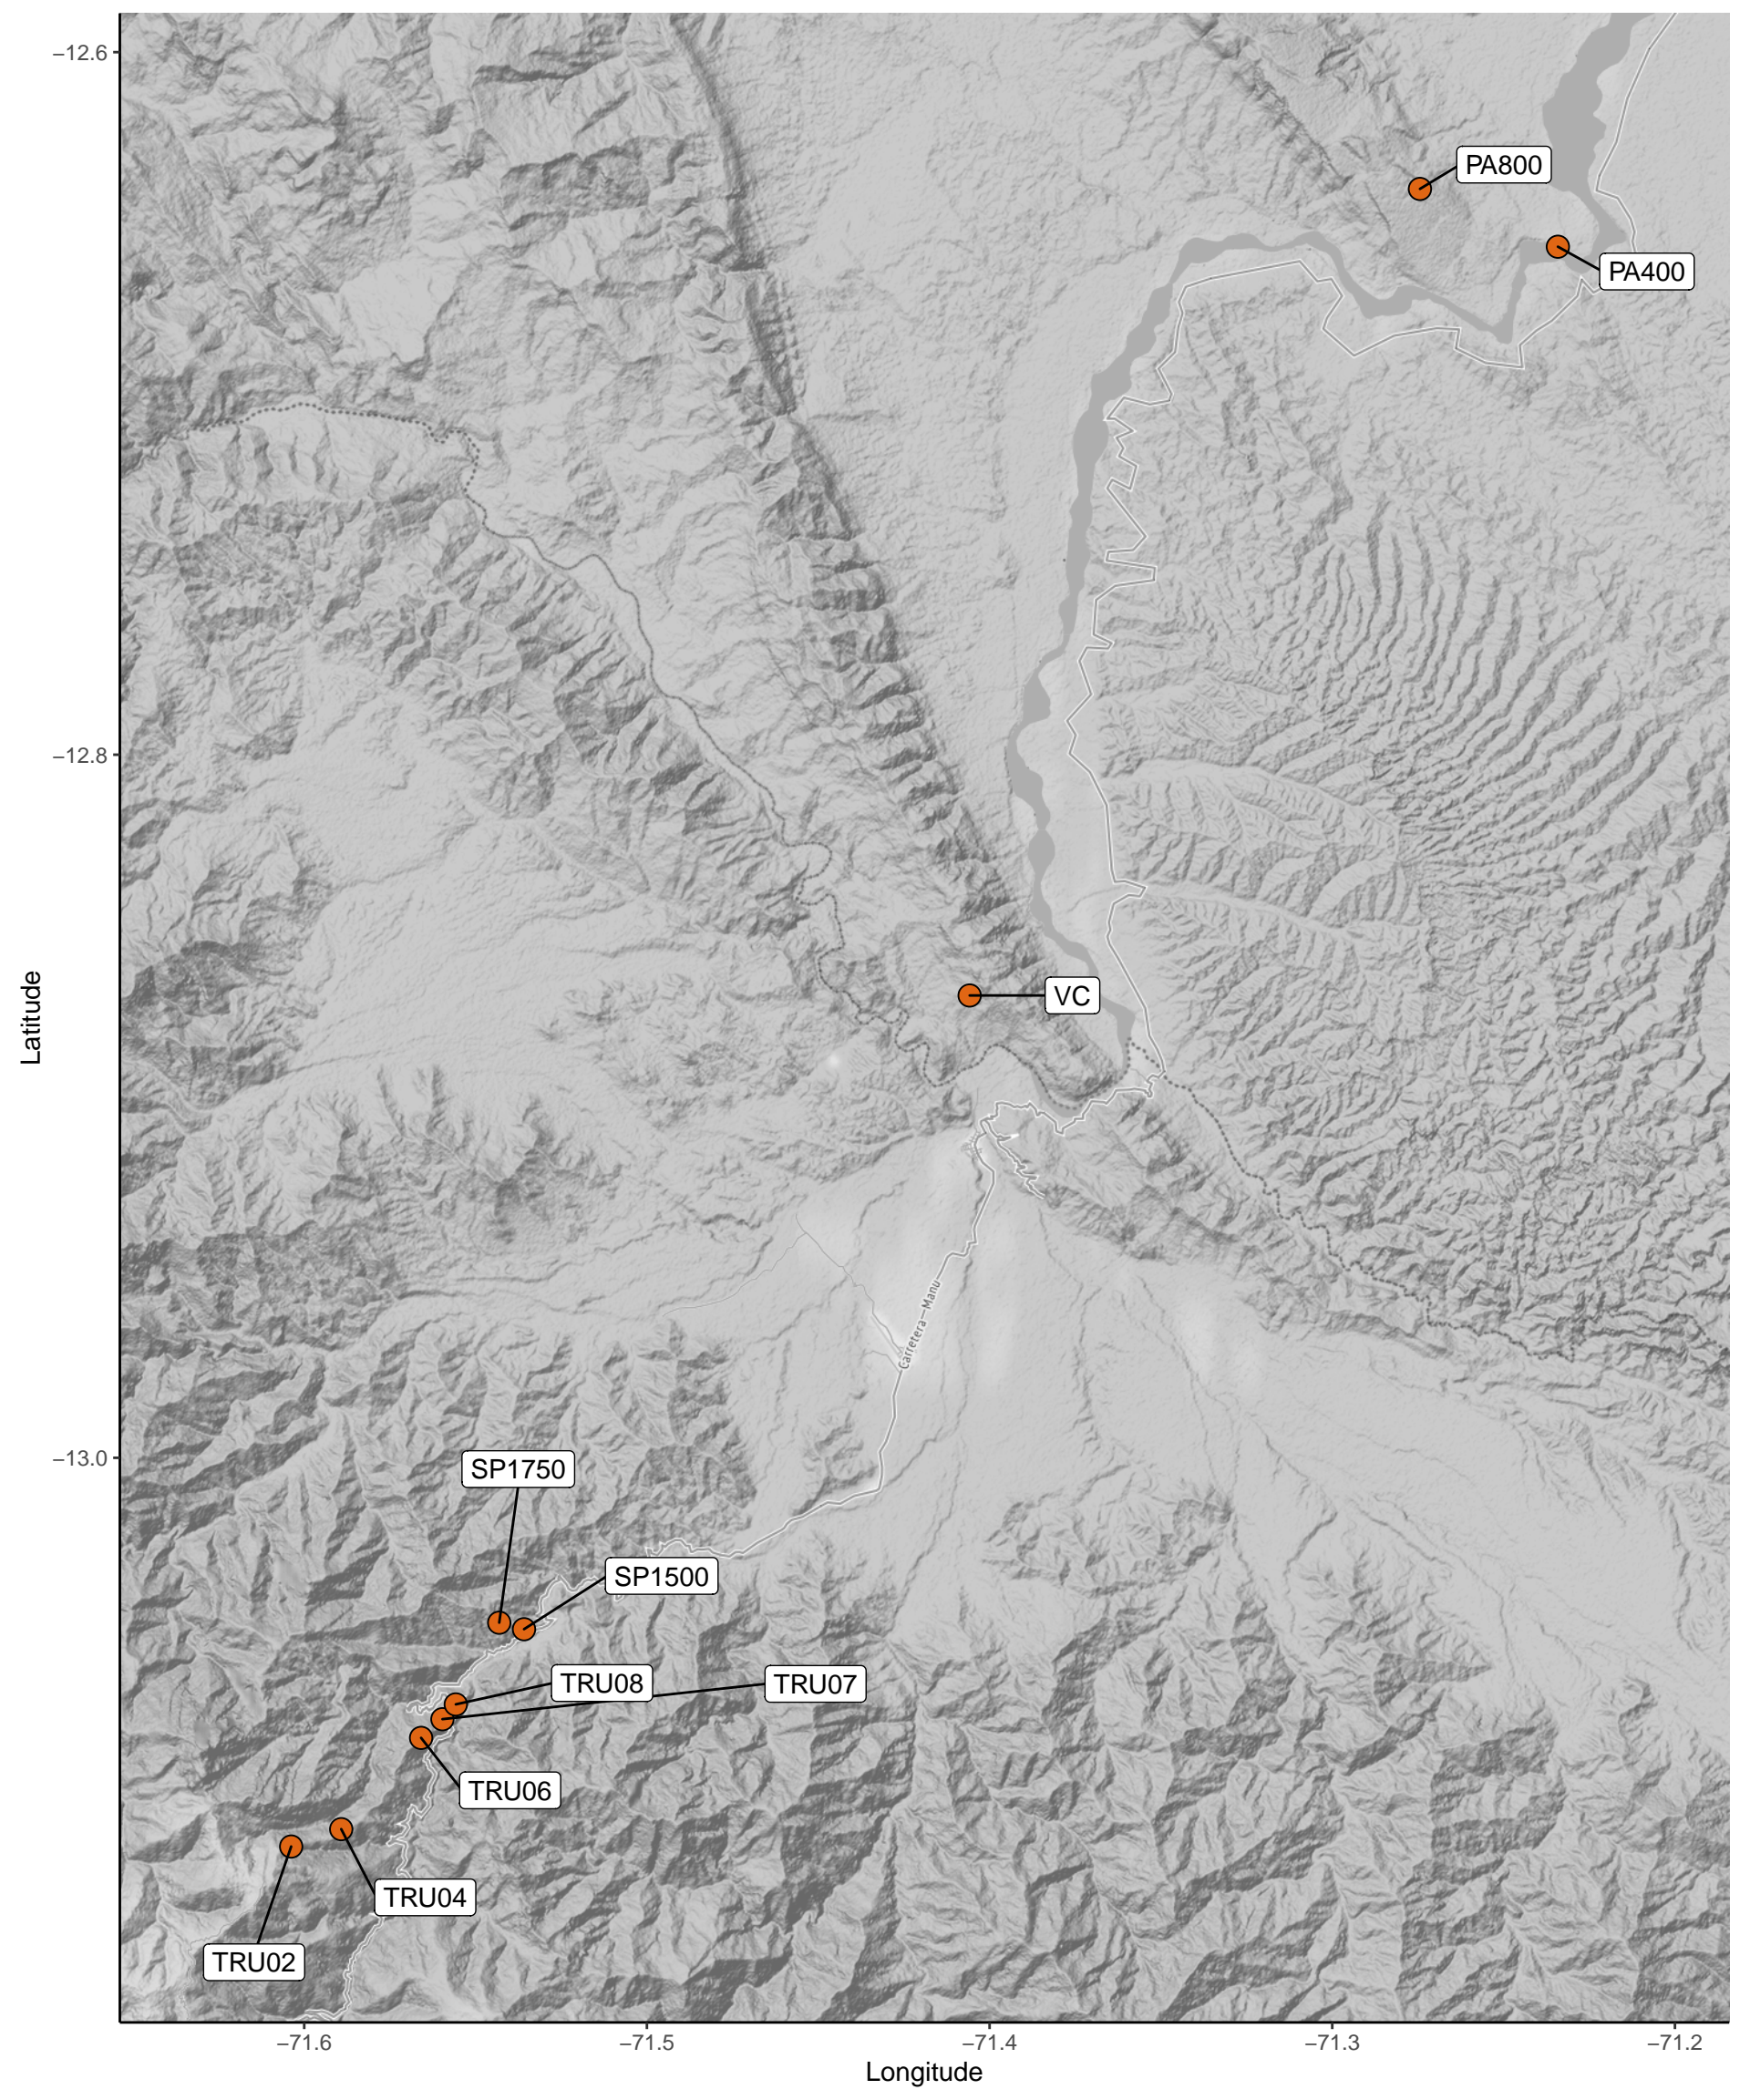 −12.6
PA800
PA400
−12.8
Latitude
VC
Carretera—Manu
−13.0
SP1750
SP1500
TRU08
TRU07
TRU06
TRU04
TRU02
−71.6
−71.5
−71.4
−71.3
−71.2
Longitude